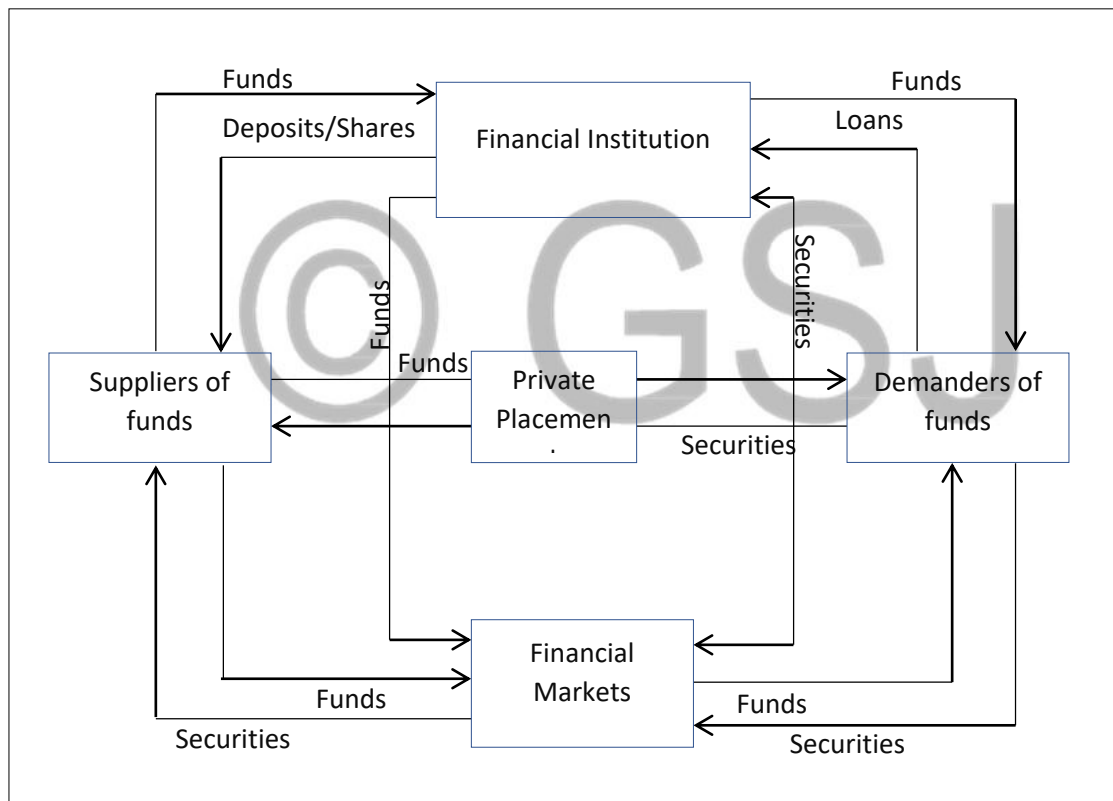 Funds
Funds
Deposits/Shares
Loans
Financial Institution
Securities
Funds
© GSJ
Suppliers of
funds
Funds
Private
Placemen
.
Demanders of
funds
Securities
Financial
Markets
Funds
Funds
Securities
Securities